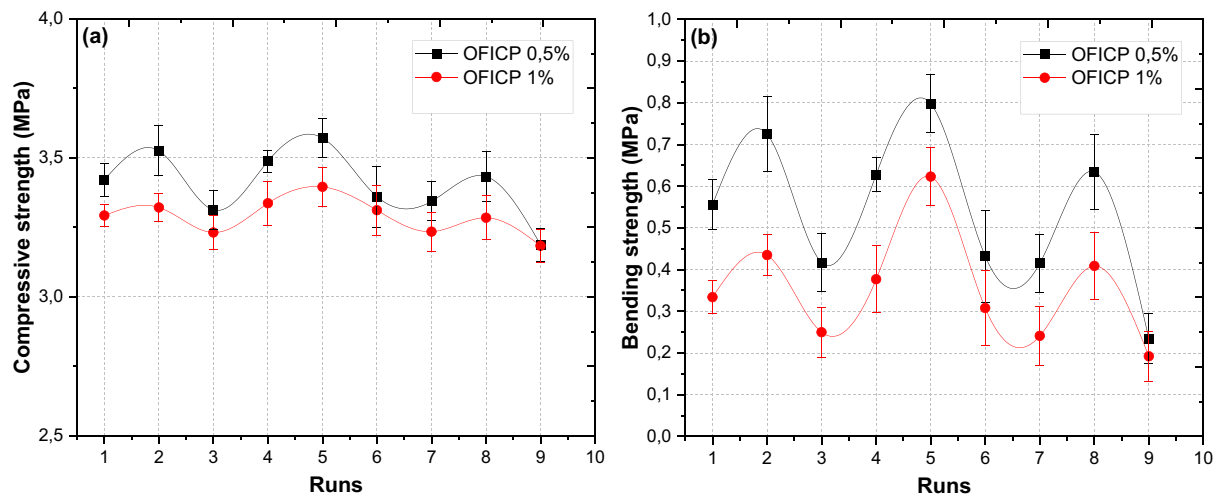 (a)
OFICP 0,5%
OFICP 1%
Compressive strength (MPa)
4,0
3,5
3,0
2,5
1 2 3 4 5 6 7 8 9 10
Runs
(b)
OFICP 0,5%
OFICP 1%
Bending strength (MPa)
1,0
0,9
0,8
0,7
0,6
0,5
0,4
0,3
0,2
0,1
0,0
1 2 3 4 5 6 7 8 9 10
Runs